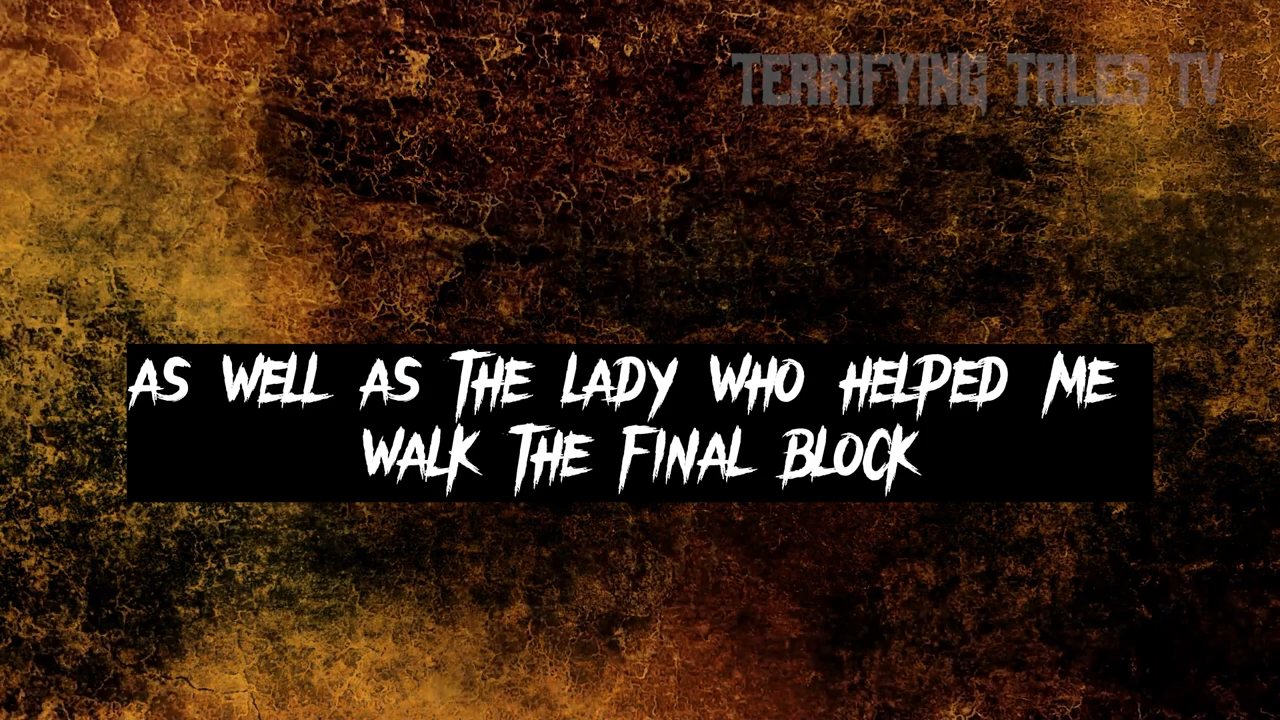 TERRIFYING TALES TV
AS WELL AS THE LADY WHO HELPED ME
WALK THE FINAL BLOCK